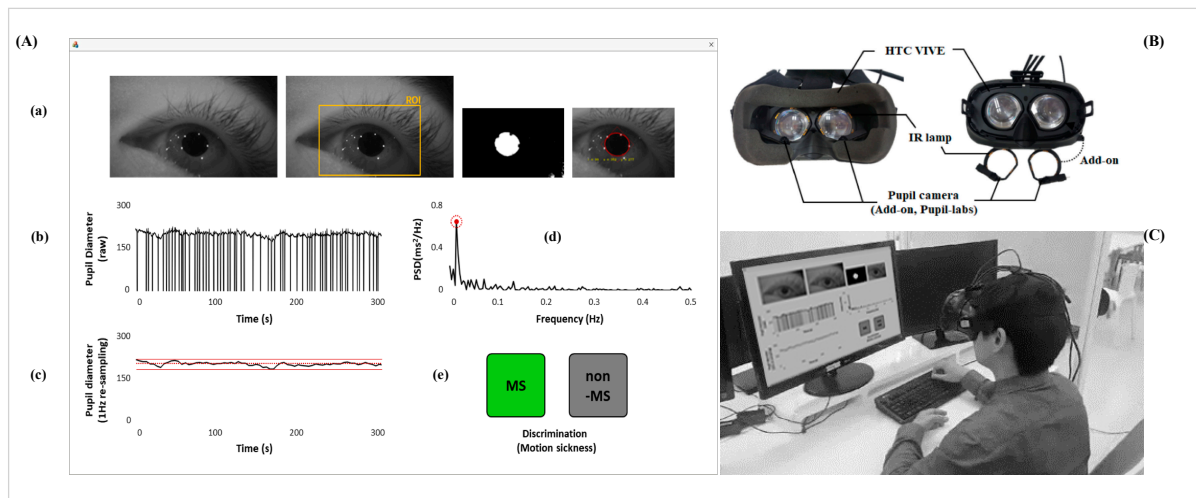 (A)
×
(a)
ROI
(b)
Pupil Diameter
(raw)
300
150
0
0
100
200
300
Time (s)
(d)
PSD(ms²/Hz)
0.8
0.4
0
0
0.1
0.2
0.3
0.4
0.5
Frequency (Hz)
(c)
Pupil diameter
(1Hz re-sampling)
300
150
0
0
100
200
300
Time (s)
(e)
MS
non
-MS
Discrimination
(Motion sickness)
(B)
HTC VIVE
IR lamp
Add-on
Pupil camera
(Add-on, Pupil-labs)
(C)